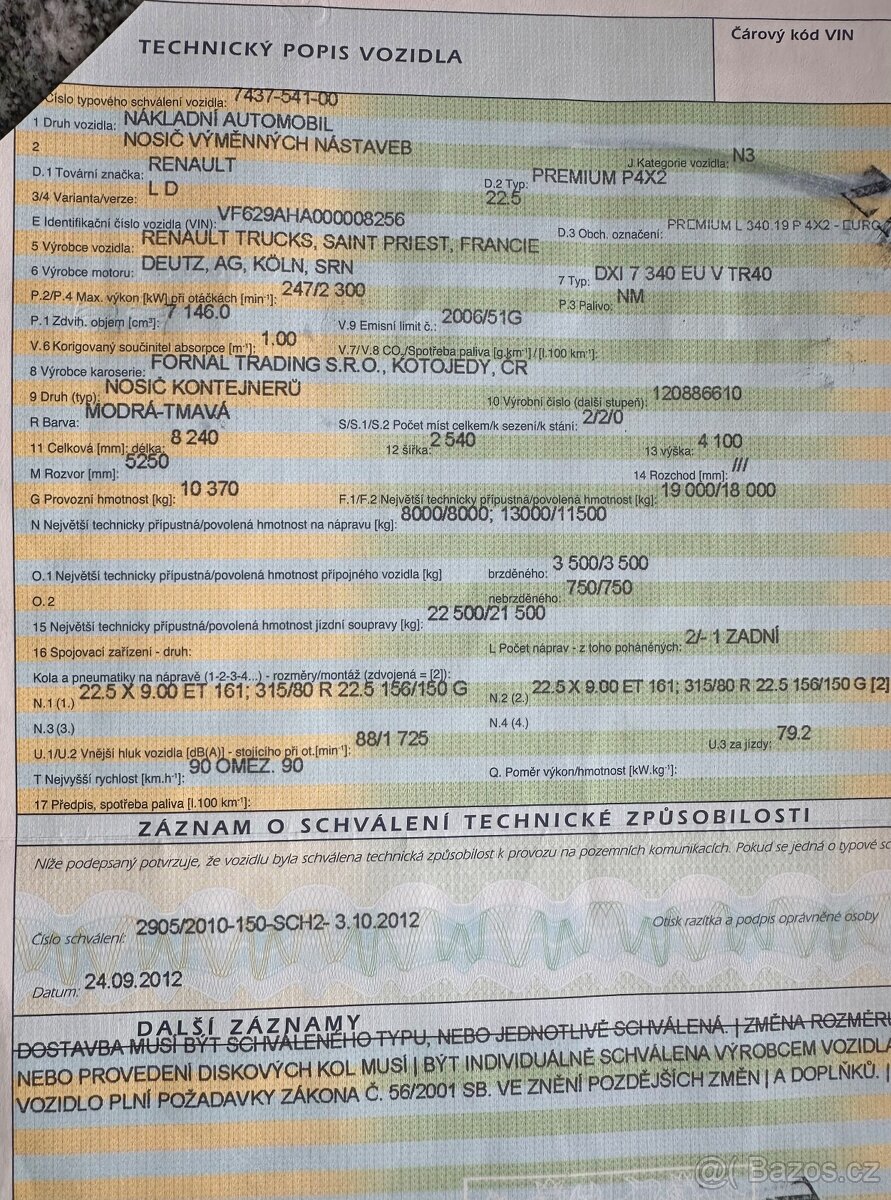 TECHNICKÝ POPIS VOZIDLA
Čárový kód VIN
Číslo typového schválení vozidla: 7437-541-00
1 Druh vozidla: NÁKLADNÍ AUTOMOBIL
2 NOSIČ VÝMĚNNÝCH NÁSTAVEB J Kategorie vozidla: N3
D.1 Tovární značka: RENAULT D.2 Typ: PREMIUM P4X2
3/4 Varianta/verze: L D 22.5
E Identifikační číslo vozidla (VIN): VF629AHA000008256 D.3 Obch. označení: PREMIUM L 340.19 P 4X2 - EURO
5 Výrobce vozidla: RENAULT TRUCKS, SAINT PRIEST, FRANCIE
6 Výrobce motoru: DEUTZ, AG, KÖLN, SRN 7 Typ: DXI 7 340 EU V TR40
P.2/P.4 Max. výkon [kW] při otáčkách [min⁻¹]: 247/2 300 P.3 Palivo: NM
P.1 Zdvih. objem [cm³]: 7 146.0 V.9 Emisní limit č.: 2006/51G
V.6 Korigovaný součinitel absorpce [m⁻¹]: 1.00 V.7/V.8 CO₂/Spotřeba paliva [g.km⁻¹] / [l.100 km⁻¹]:
8 Výrobce karoserie: FORNAL TRADING S.R.O., KOTOJEDY, ČR
9 Druh (typ): NOSIČ KONTEJNERŮ 10 Výrobní číslo (další stupeň): 120886610
R Barva: MODRÁ-TMAVÁ S/S.1/S.2 Počet míst celkem/k sezení/k stání: 2/2/0
11 Celková [mm]: délka: 8 240 12 šířka: 2 540 13 výška: 4 100
M Rozvor [mm]: 5250 14 Rozchod [mm]: ///
G Provozní hmotnost [kg]: 10 370 F.1/F.2 Největší technicky přípustná/povolená hmotnost [kg]: 19 000/18 000
N Největší technicky přípustná/povolená hmotnost na nápravu [kg]: 8000/8000; 13000/11500
O.1 Největší technicky přípustná/povolená hmotnost přípojného vozidla [kg] brzděného: 3 500/3 500
O.2 nebrzděného: 750/750
15 Největší technicky přípustná/povolená hmotnost jízdní soupravy [kg]: 22 500/21 500
16 Spojovací zařízení - druh: L Počet náprav - z toho poháněných: 2/- 1 ZADNÍ
Kola a pneumatiky na nápravě (1-2-3-4...) - rozměry/montáž (zdvojená = [2]):
N.1 (1.) 22.5 X 9.00 ET 161; 315/80 R 22.5 156/150 G N.2 (2.) 22.5 X 9.00 ET 161; 315/80 R 22.5 156/150 G [2]
N.3 (3.) N.4 (4.)
U.1/U.2 Vnější hluk vozidla [dB(A)] - stojícího při ot.[min⁻¹]: 88/1 725 U.3 za jízdy: 79.2
T Nejvyšší rychlost [km.h⁻¹]: 90 OMEZ. 90 Q. Poměr výkon/hmotnost [kW.kg⁻¹]:
17 Předpis, spotřeba paliva [l.100 km⁻¹]:
ZÁZNAM O SCHVÁLENÍ TECHNICKÉ ZPŮSOBILOSTI
Níže podepsaný potvrzuje, že vozidlu byla schválena technická způsobilost k provozu na pozemních komunikacích. Pokud se jedná o typové sc
Číslo schválení: 2905/2010-150-SCH2- 3.10.2012 Otisk razítka a podpis oprávněné osoby
Datum: 24.09.2012
DALŠÍ ZÁZNAMY
DOSTAVBA MUSÍ BÝT SCHVÁLENÉHO TYPU, NEBO JEDNOTLIVĚ SCHVÁLENÁ. | ZMĚNA ROZMĚRU
NEBO PROVEDENÍ DISKOVÝCH KOL MUSÍ | BÝT INDIVIDUÁLNĚ SCHVÁLENA VÝROBCEM VOZIDLA
VOZIDLO PLNÍ POŽADAVKY ZÁKONA Č. 56/2001 SB. VE ZNĚNÍ POZDĚJŠÍCH ZMĚN | A DOPLŇKŮ. |
Bazos.cz